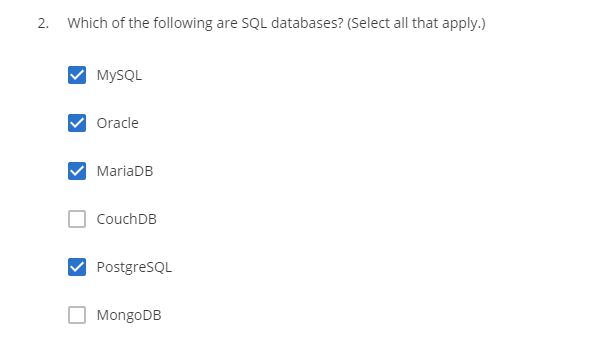 2. Which of the following are SQL databases? (Select all that apply.)
MySQL
Oracle
MariaDB
CouchDB
PostgreSQL
MongoDB